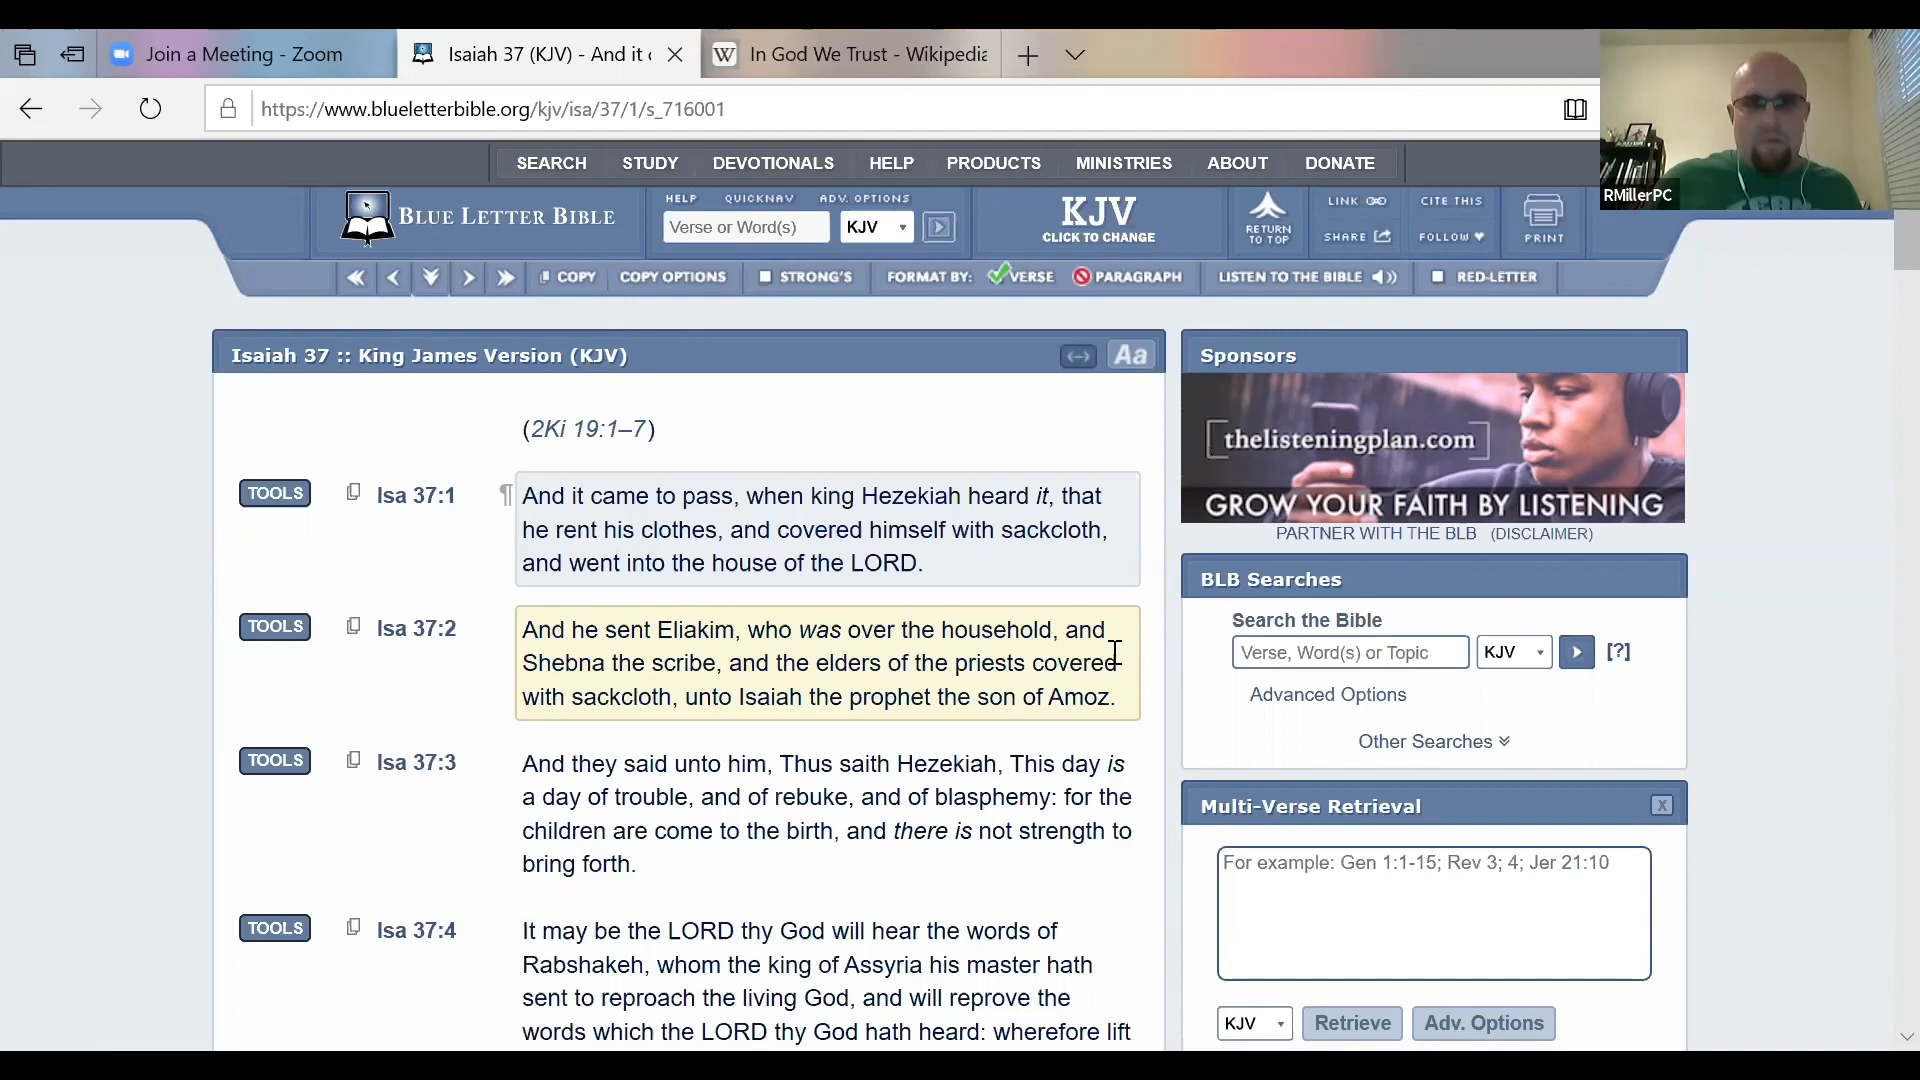 Join a Meeting - Zoom
Isaiah 37 (KJV) - And it c
In God We Trust - Wikipedia
https://www.blueletterbible.org/kjv/isa/37/1/s_716001
RMillerPC
SEARCH STUDY DEVOTIONALS HELP PRODUCTS MINISTRIES ABOUT DONATE
BLUE LETTER BIBLE
HELP QUICKNAV ADV. OPTIONS
Verse or Word(s) KJV
KJV
CLICK TO CHANGE
RETURN
TO TOP
LINK
CITE THIS
SHARE
FOLLOW
PRINT
COPY COPY OPTIONS STRONG'S FORMAT BY: VERSE PARAGRAPH LISTEN TO THE BIBLE RED-LETTER
Isaiah 37 :: King James Version (KJV)
Aa
(2Ki 19:1–7)
TOOLS Isa 37:1 ¶ And it came to pass, when king Hezekiah heard it, that
he rent his clothes, and covered himself with sackcloth,
and went into the house of the LORD.
TOOLS Isa 37:2 And he sent Eliakim, who was over the household, and
Shebna the scribe, and the elders of the priests covered
with sackcloth, unto Isaiah the prophet the son of Amoz.
TOOLS Isa 37:3 And they said unto him, Thus saith Hezekiah, This day is
a day of trouble, and of rebuke, and of blasphemy: for the
children are come to the birth, and there is not strength to
bring forth.
TOOLS Isa 37:4 It may be the LORD thy God will hear the words of
Rabshakeh, whom the king of Assyria his master hath
sent to reproach the living God, and will reprove the
words which the LORD thy God hath heard: wherefore lift
Sponsors
thelisteningplan.com
GROW YOUR FAITH BY LISTENING
PARTNER WITH THE BLB (DISCLAIMER)
BLB Searches
Search the Bible
Verse, Word(s) or Topic KJV [?]
Advanced Options
Other Searches
Multi-Verse Retrieval X
For example: Gen 1:1-15; Rev 3; 4; Jer 21:10
KJV Retrieve Adv. Options